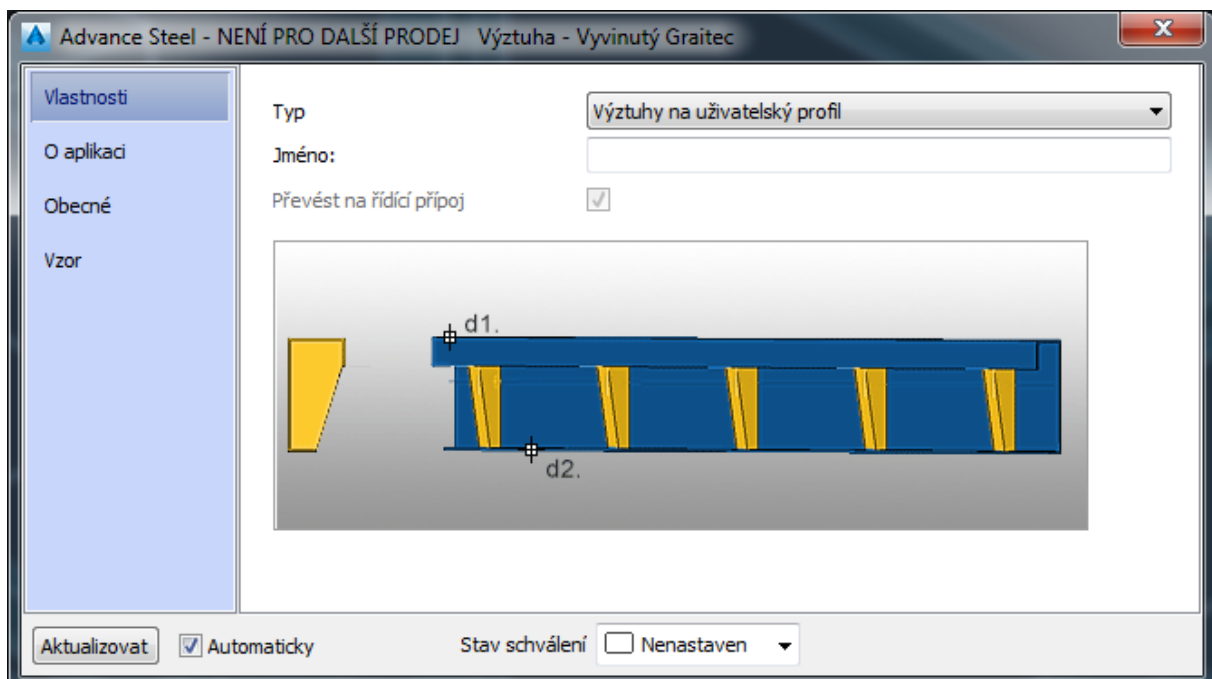 Advance Steel - NENÍ PRO DALŠÍ PRODEJ Výztuha - Vyvinutý Graitec
Vlastnosti
O aplikaci
Obecné
Vzor
Typ
Výztuhy na uživatelský profil
Jméno:
Převést na řídící přípoj
d1.
d2.
Aktualizovat
Automaticky
Stav schválení
Nenastaven